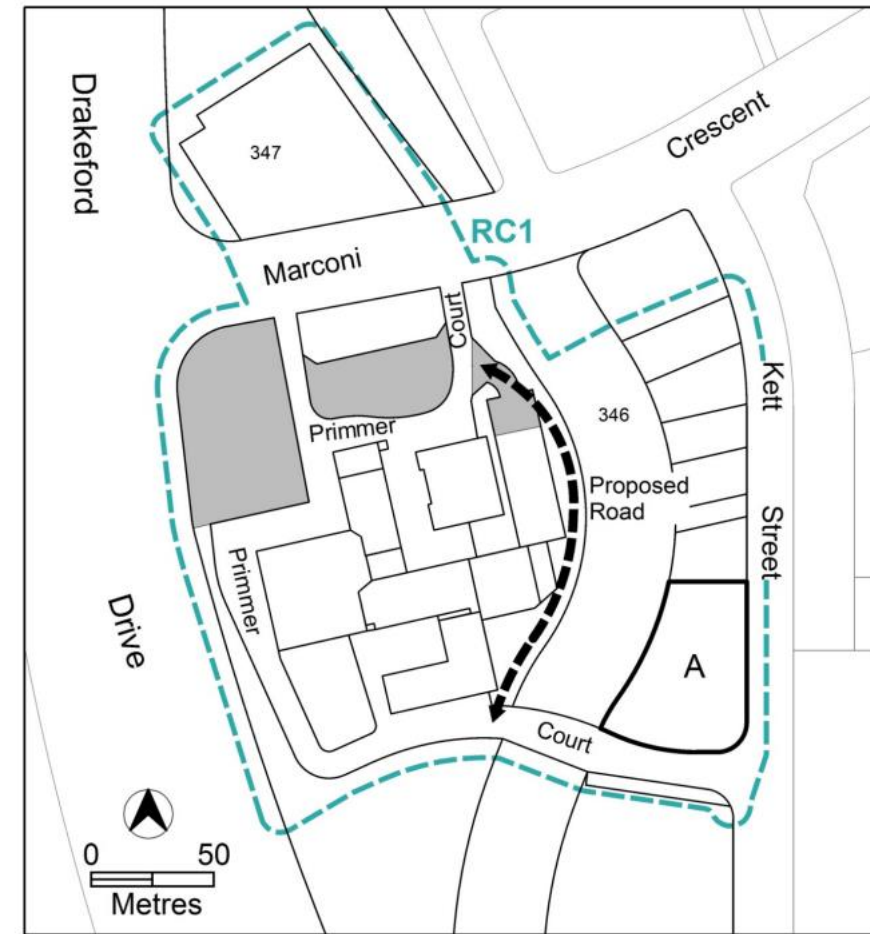 Drakeford
Crescent
347
RC1
Marconi
Court
Kett
346
Primmer
Proposed
Road
Street
Primmer
Drive
A
Court
0 50
Metres